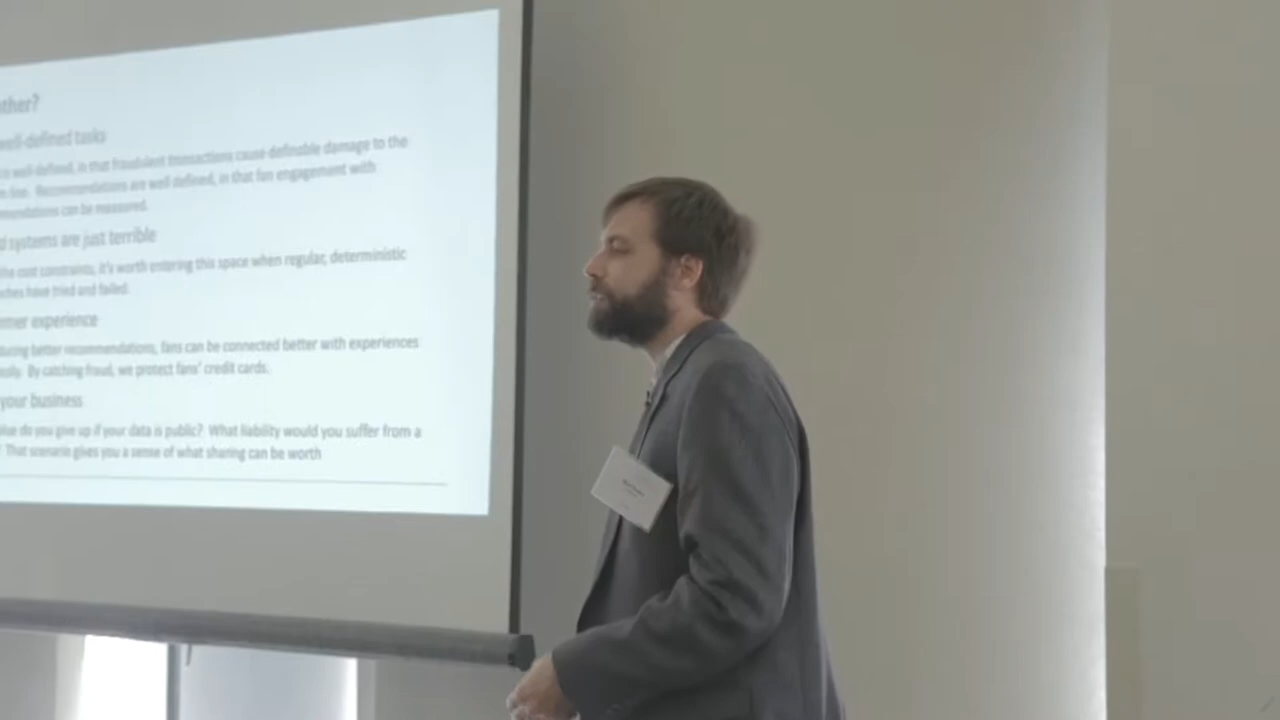 ther?
well-defined tasks
is well-defined, in that fraudulent transactions cause definable damage to the
line. Recommendations are well defined, in that fan engagement with
mmendations can be measured.
d systems are just terrible
the cost constraints, it's worth entering this space when regular, deterministic
aches have tried and failed.
mer experience
ducing better recommendations, fans can be connected better with experiences
easily. By catching fraud, we protect fans' credit cards.
your business
lue do you give up if your data is public? What liability would you suffer from a
? That scenario gives you a sense of what sharing can be worth